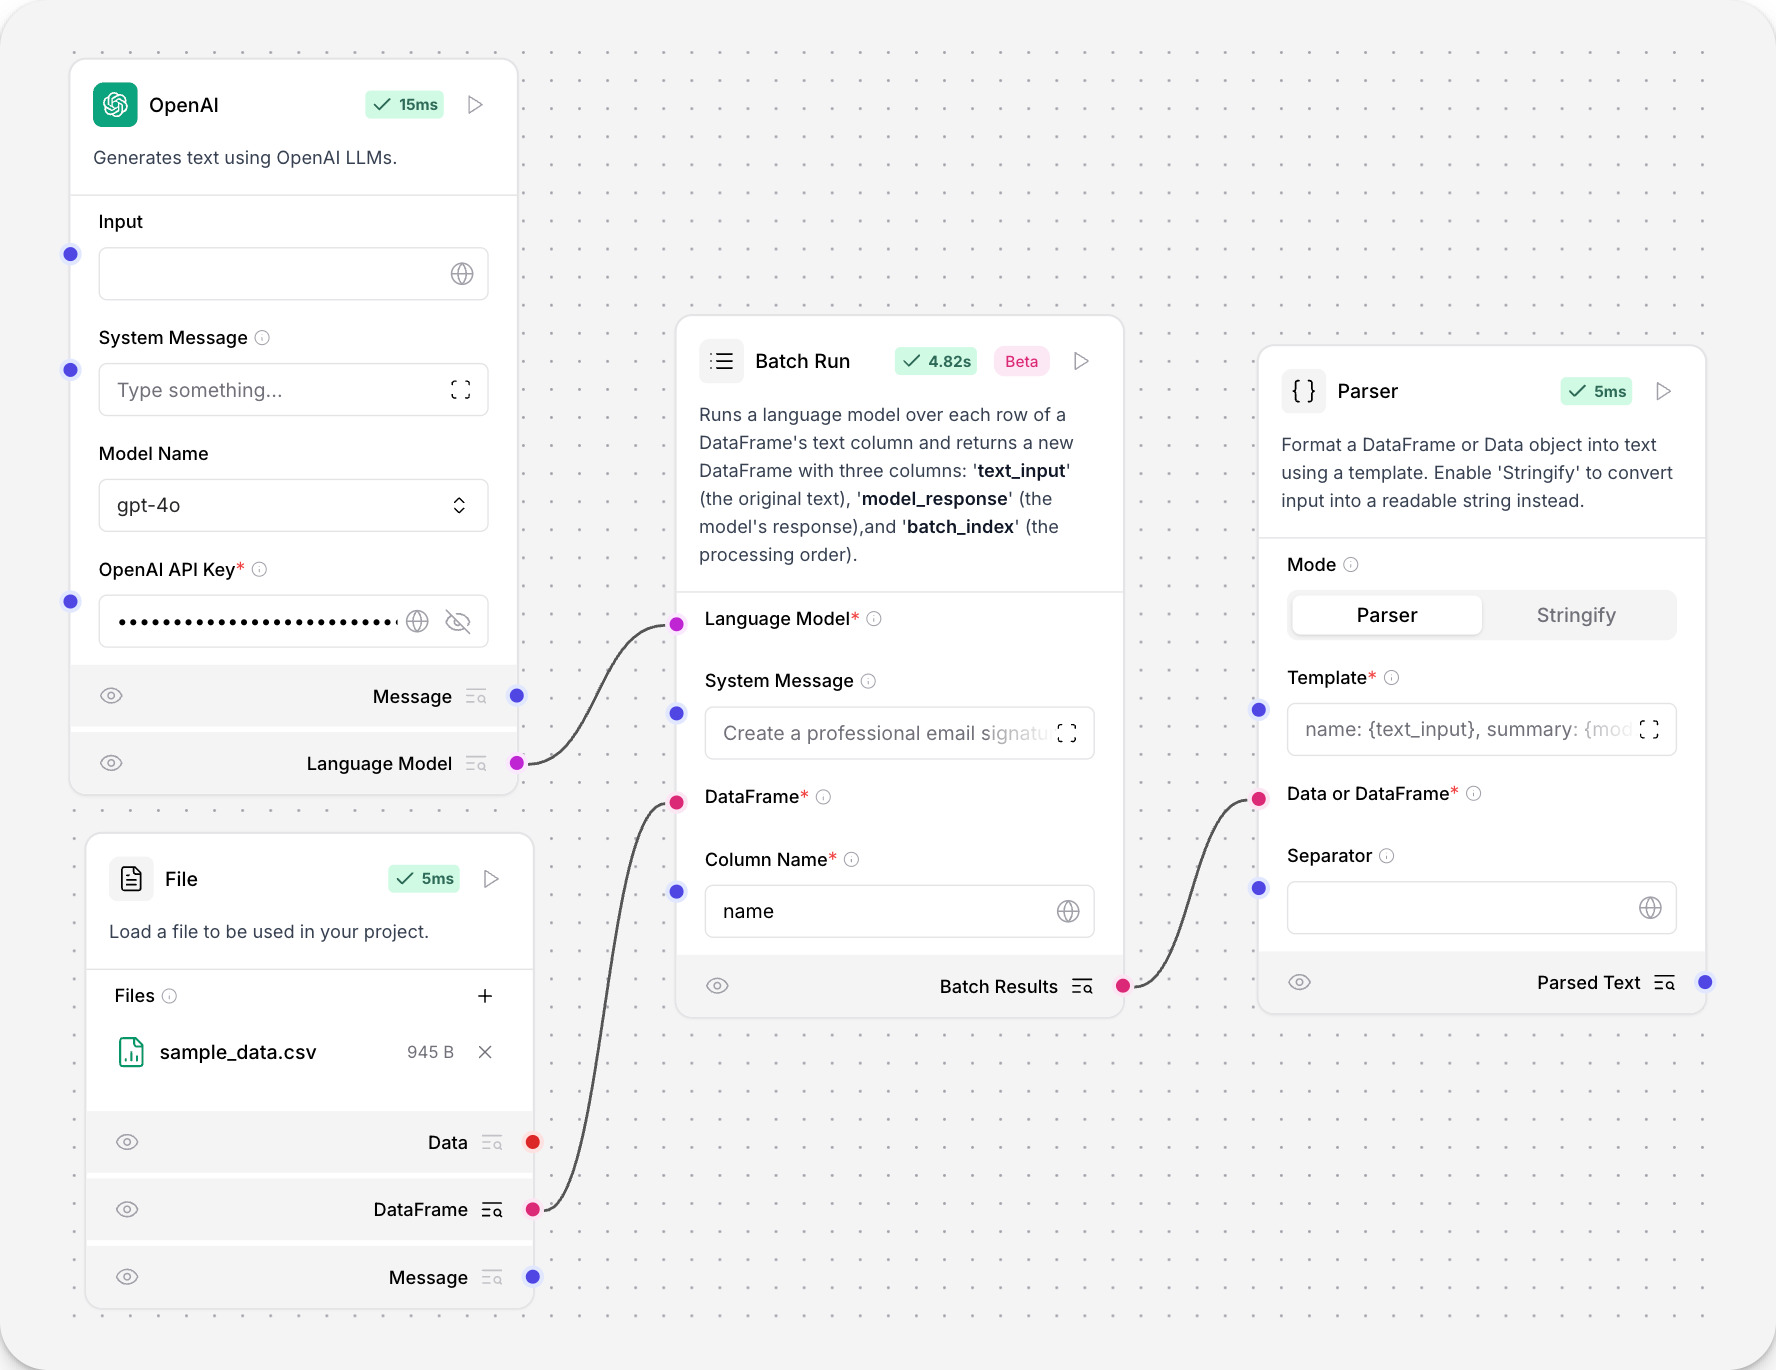 OpenAI
15ms
Generates text using OpenAI LLMs.
Input
System Message
Type something...
Model Name
gpt-4o
OpenAI API Key*
Message
Language Model
File
5ms
Load a file to be used in your project.
Files
sample_data.csv
945 B
Data
DataFrame
Message
Batch Run
4.82s
Beta
Runs a language model over each row of a
DataFrame's text column and returns a new
DataFrame with three columns: 'text_input'
(the original text), 'model_response' (the
model's response),and 'batch_index' (the
processing order).
Language Model*
System Message
Create a professional email signatu
DataFrame*
Column Name*
name
Batch Results
{ } Parser
5ms
Format a DataFrame or Data object into text
using a template. Enable 'Stringify' to convert
input into a readable string instead.
Mode
Parser
Stringify
Template*
name: {text_input}, summary: {mod
Data or DataFrame*
Separator
Parsed Text